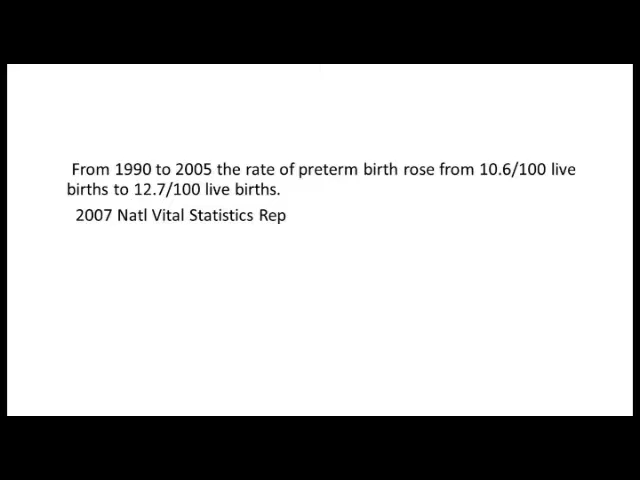 From 1990 to 2005 the rate of preterm birth rose from 10.6/100 live
births to 12.7/100 live births.
2007 Natl Vital Statistics Rep